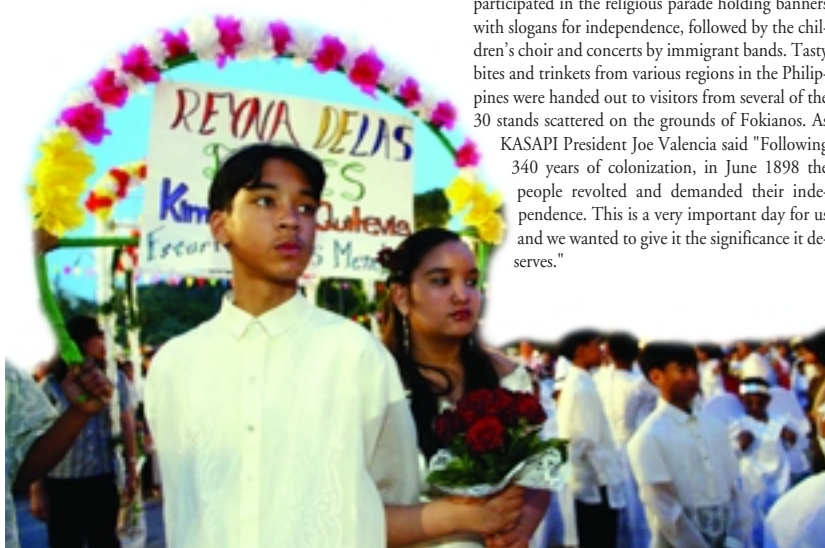 participated in the religious parade holding banners
with slogans for independence, followed by the chil-
dren's choir and concerts by immigrant bands. Tasty
bites and trinkets from various regions in the Philip-
pines were handed out to visitors from several of the
30 stands scattered on the grounds of Fokianos. As
KASAPI President Joe Valencia said "Following
340 years of colonization, in June 1898 the
people revolted and demanded their inde-
pendence. This is a very important day for us
and we wanted to give it the significance it de-
serves."
REYNA DELAS
Quitevis